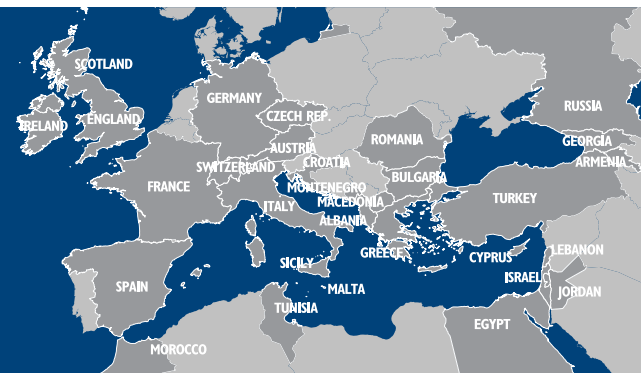 SCOTLAND
IRELAND
ENGLAND
GERMANY
CZECH REP.
RUSSIA
ROMANIA
GEORGIA
AUSTRIA
SWITZERLAND
CROATIA
ARMENIA
FRANCE
BULGARIA
MONTENEGRO
TURKEY
ITALY
MACEDONIA
ALBANIA
GREECE
CYPRUS
LEBANON
SICILY
ISRAEL
SPAIN
MALTA
JORDAN
TUNISIA
EGYPT
MOROCCO